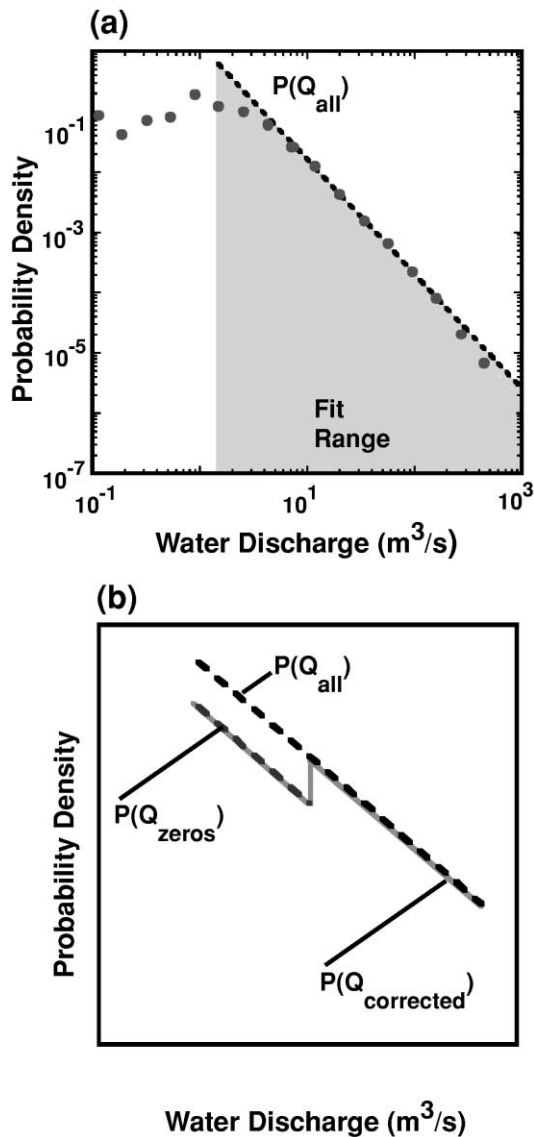 (a)
P(Q_all)
10^-1
10^-3
10^-5
10^-7
Probability Density
Fit
Range
10^-1
10^1
10^3
Water Discharge (m^3/s)
(b)
P(Q_all)
P(Q_zeros)
P(Q_corrected)
Probability Density
Water Discharge (m^3/s)